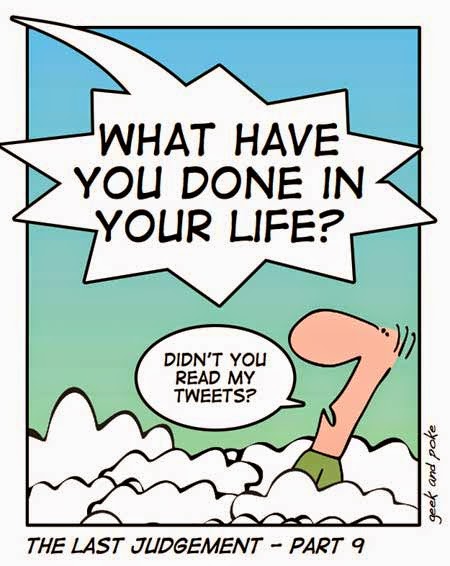 WHAT HAVE
YOU DONE IN
YOUR LIFE?
DIDN'T YOU
READ MY
TWEETS?
geek and poke
THE LAST JUDGEMENT - PART 9